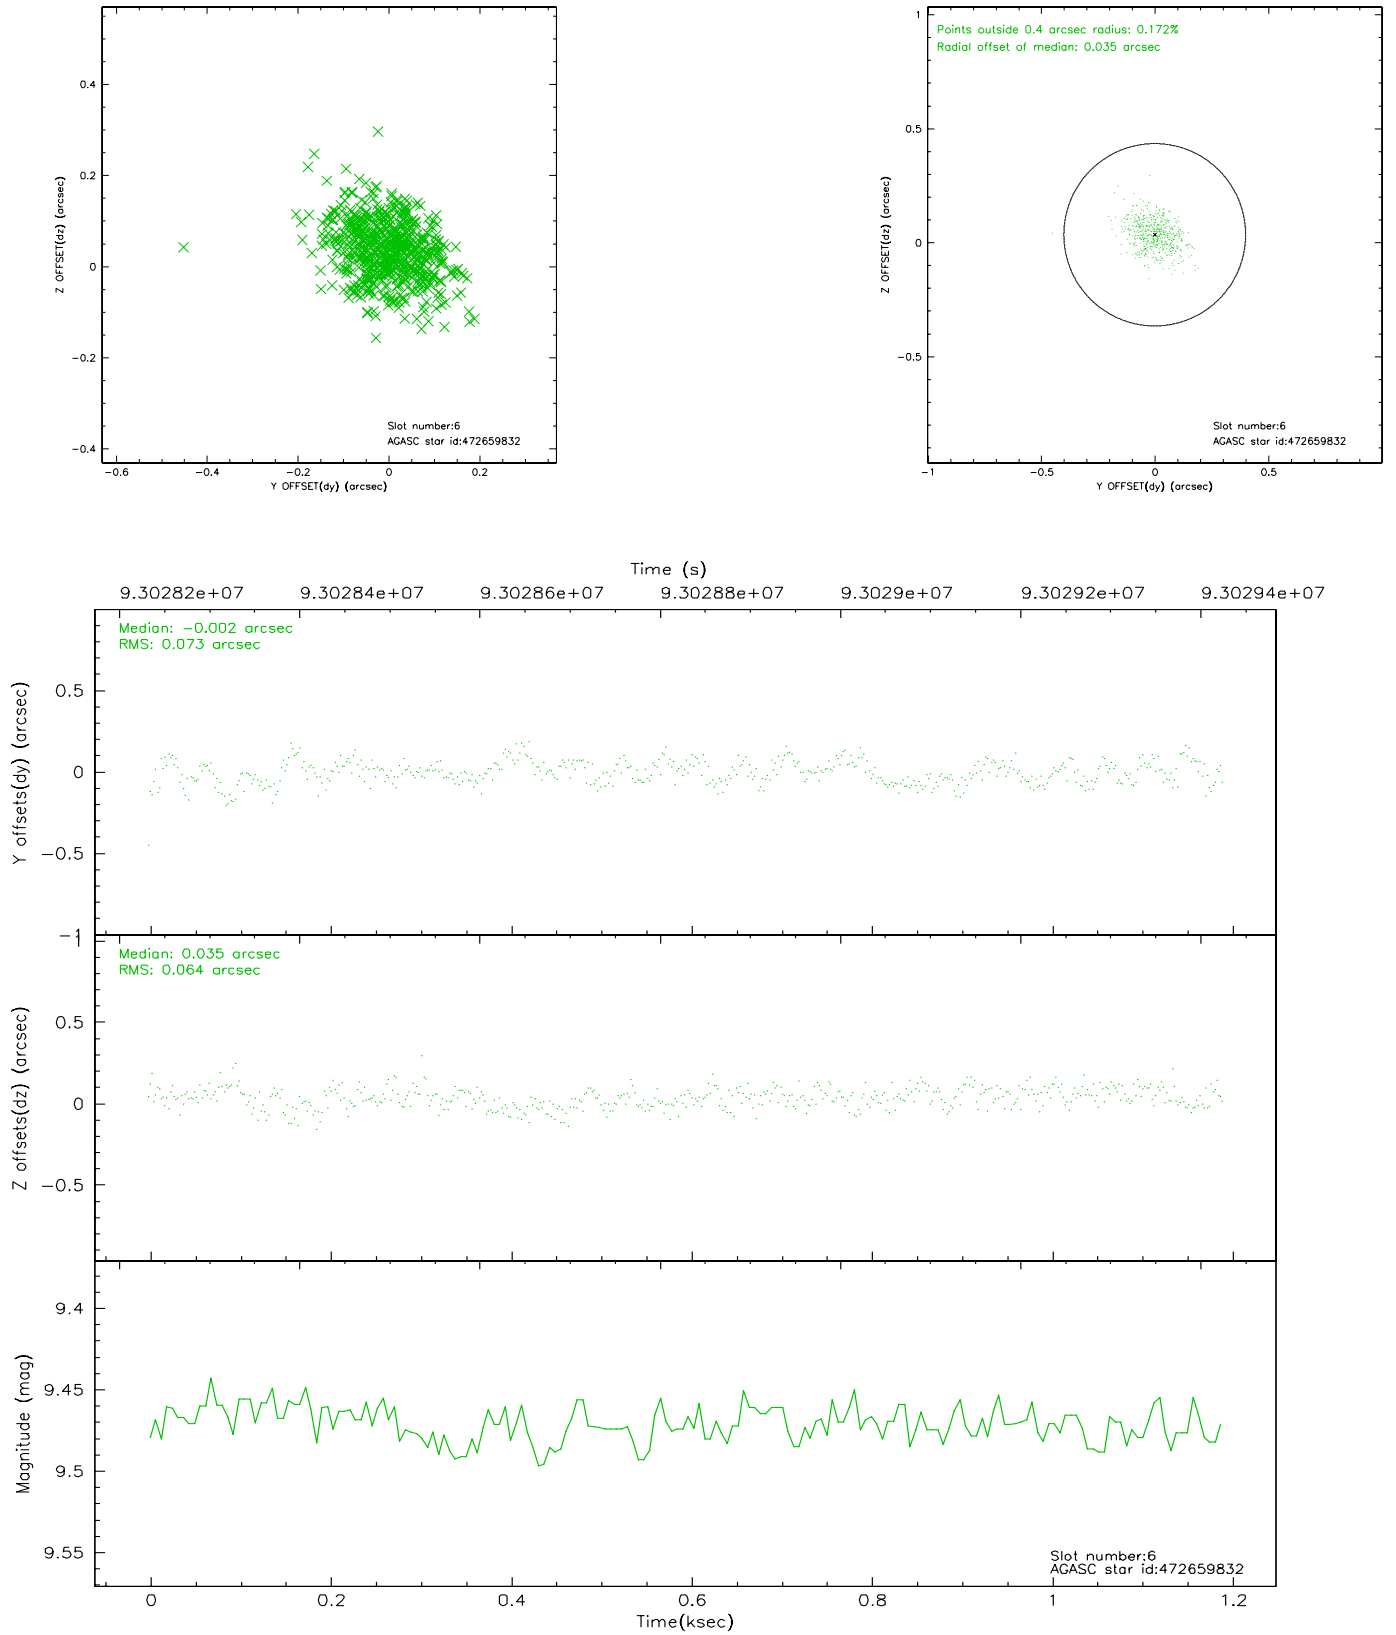 0.4
0.2
0
−0.2
−0.4
Z OFFSET(dz) (arcsec)
Slot number:6
AGASC star id:472659832
−0.6
−0.4
−0.2
0
0.2
Y OFFSET(dy) (arcsec)
Points outside 0.4 arcsec radius: 0.172%
Radial offset of median: 0.035 arcsec
1
0.5
0
−0.5
Z OFFSET(dz) (arcsec)
Slot number:6
AGASC star id:472659832
−1
−0.5
0
0.5
Y OFFSET(dy) (arcsec)
Time (s)
9.30282e+07
9.30284e+07
9.30286e+07
9.30288e+07
9.3029e+07
9.30292e+07
9.30294e+07
Median: −0.002 arcsec
RMS: 0.073 arcsec
0.5
0
−0.5
−1
Y offsets(dy) (arcsec)
Median: 0.035 arcsec
RMS: 0.064 arcsec
1
0.5
0
−0.5
Z offsets(dz) (arcsec)
9.4
9.45
9.5
9.55
Magnitude (mag)
Slot number:6
AGASC star id:472659832
0
0.2
0.4
0.6
0.8
1
1.2
Time(ksec)